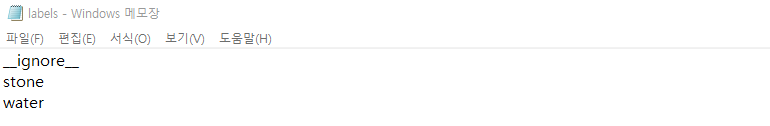 labels - Windows 메모장
파일(F) 편집(E) 서식(O) 보기(V) 도움말(H)
__ignore__
stone
water